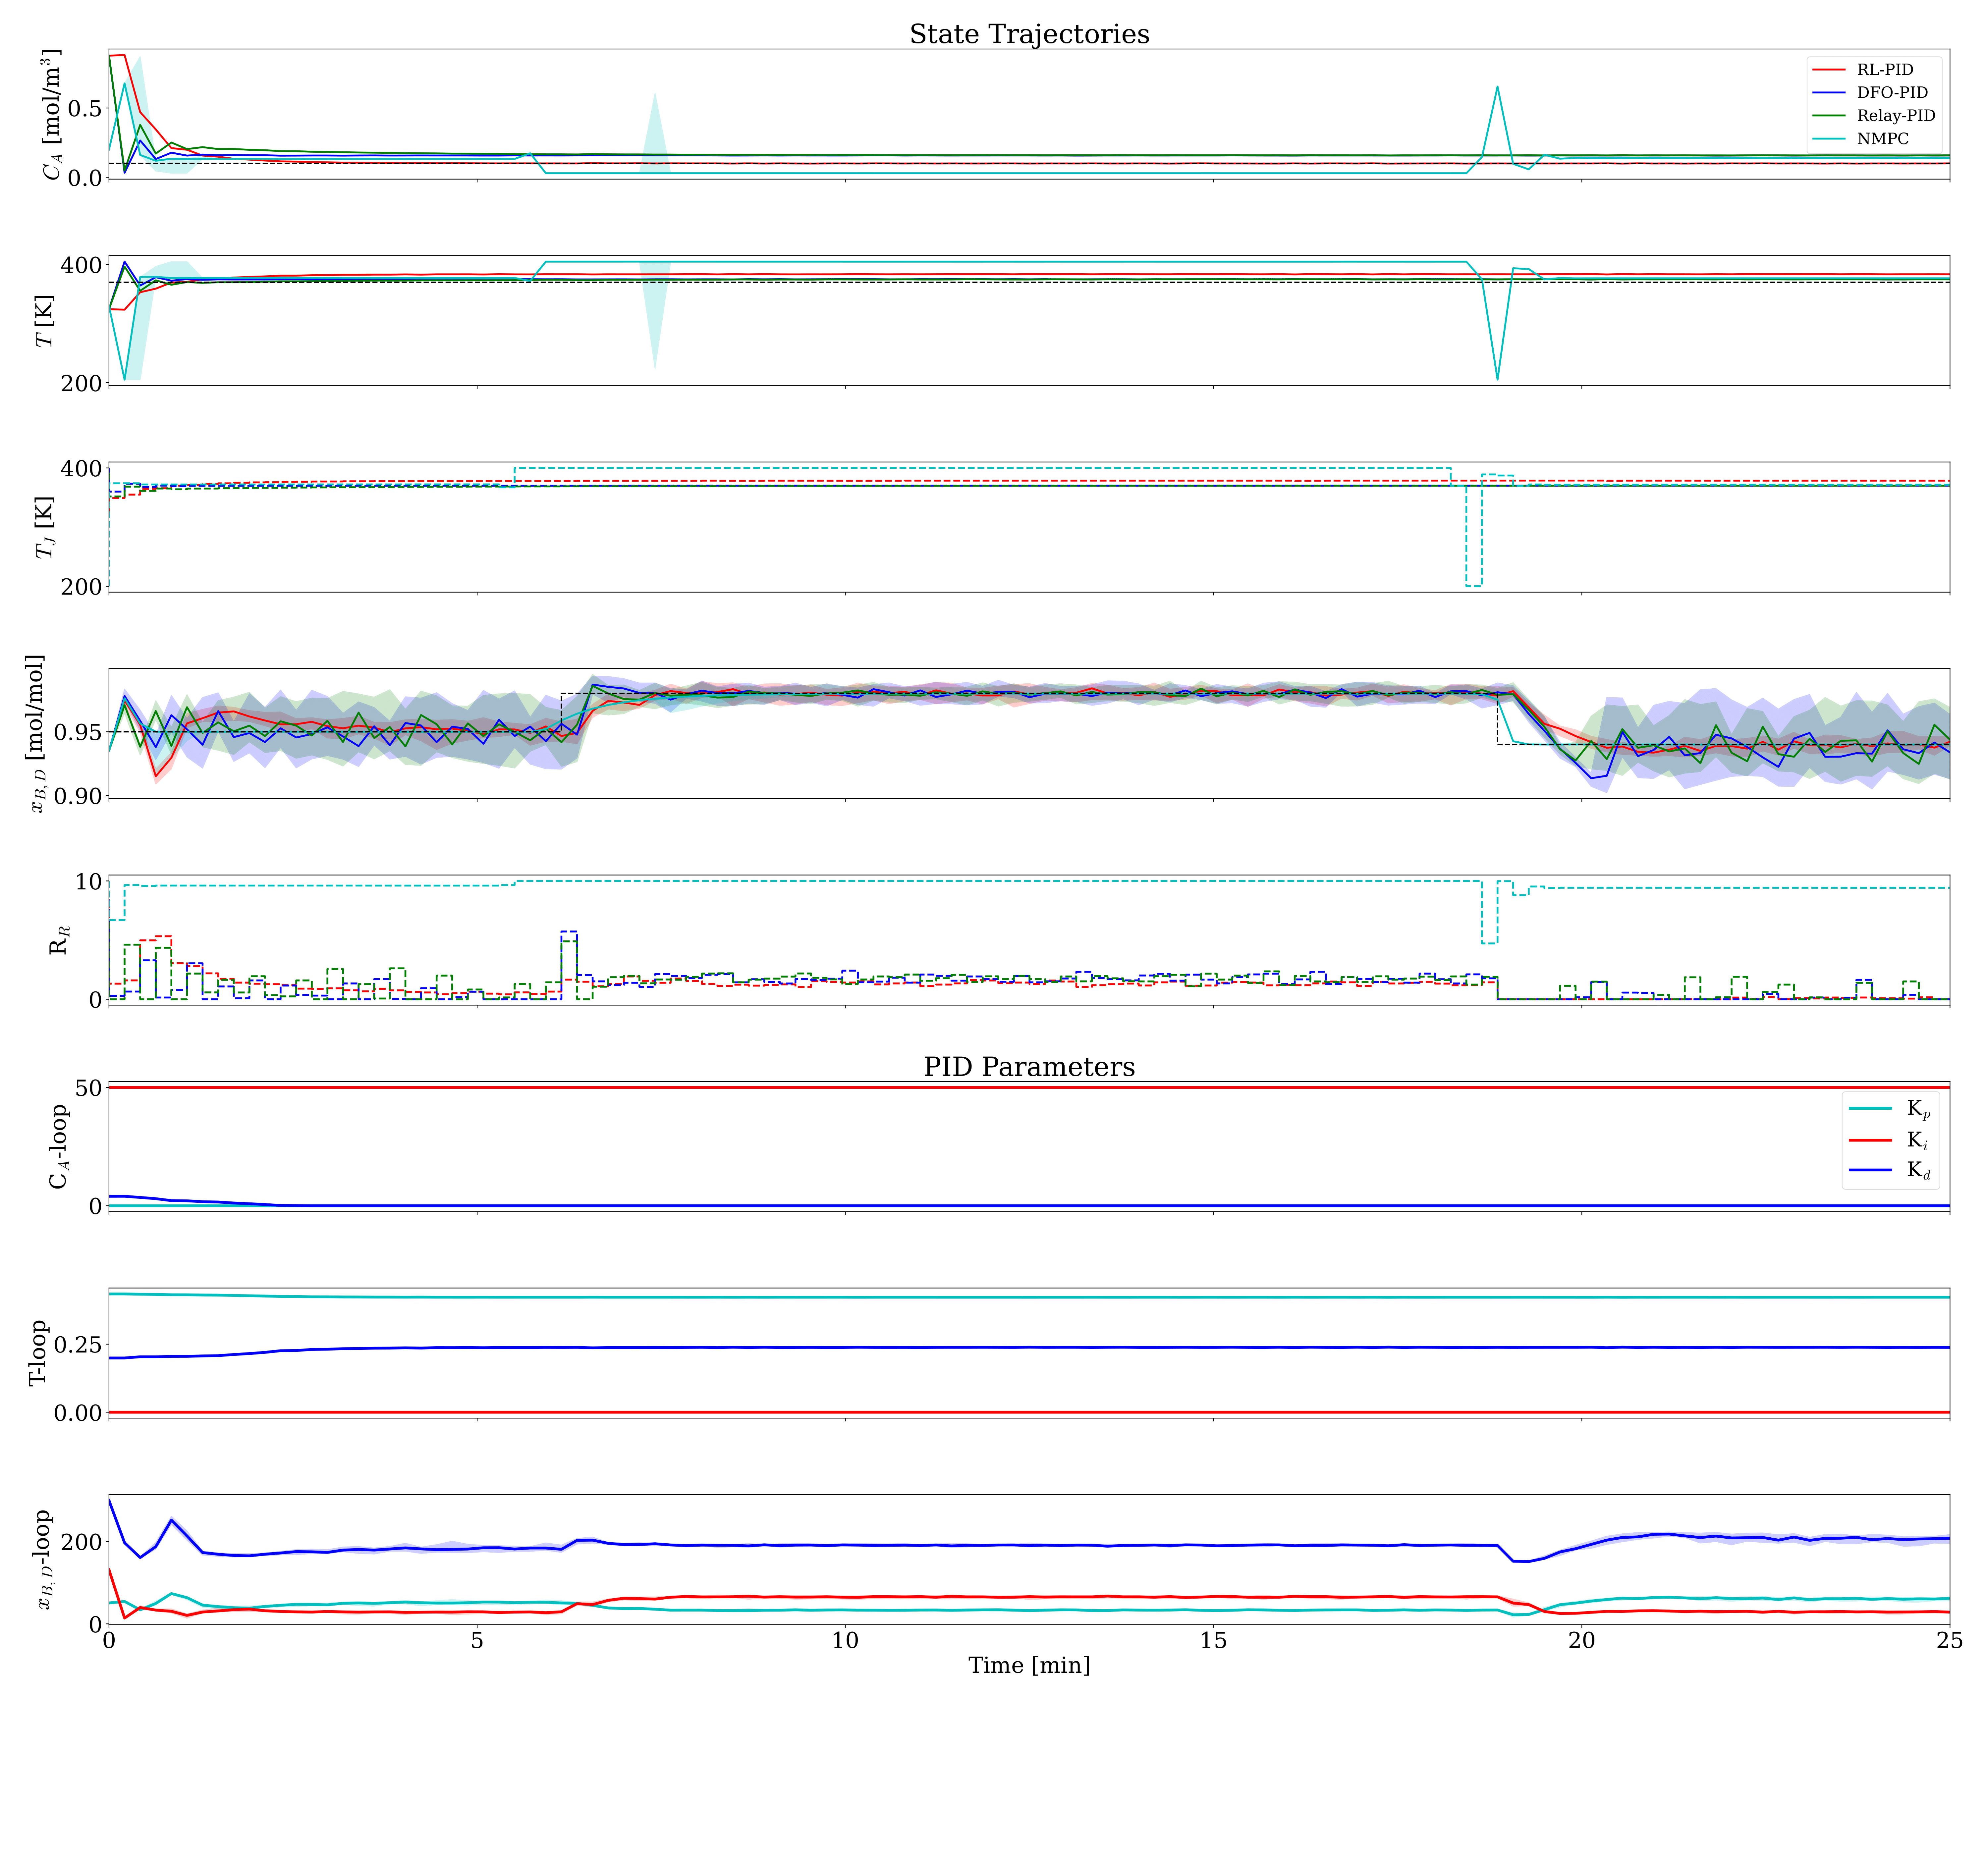 State Trajectories
C_A [mol/m³]
0.5
0.0
RL-PID
DFO-PID
Relay-PID
NMPC
T [K]
400
200
T_J [K]
400
200
x_{B,D} [mol/mol]
0.95
0.90
R_R
10
0
PID Parameters
C_A-loop
50
0
K_p
K_i
K_d
T-loop
0.25
0.00
x_{B,D}-loop
200
0
0 5 10 15 20 25
Time [min]